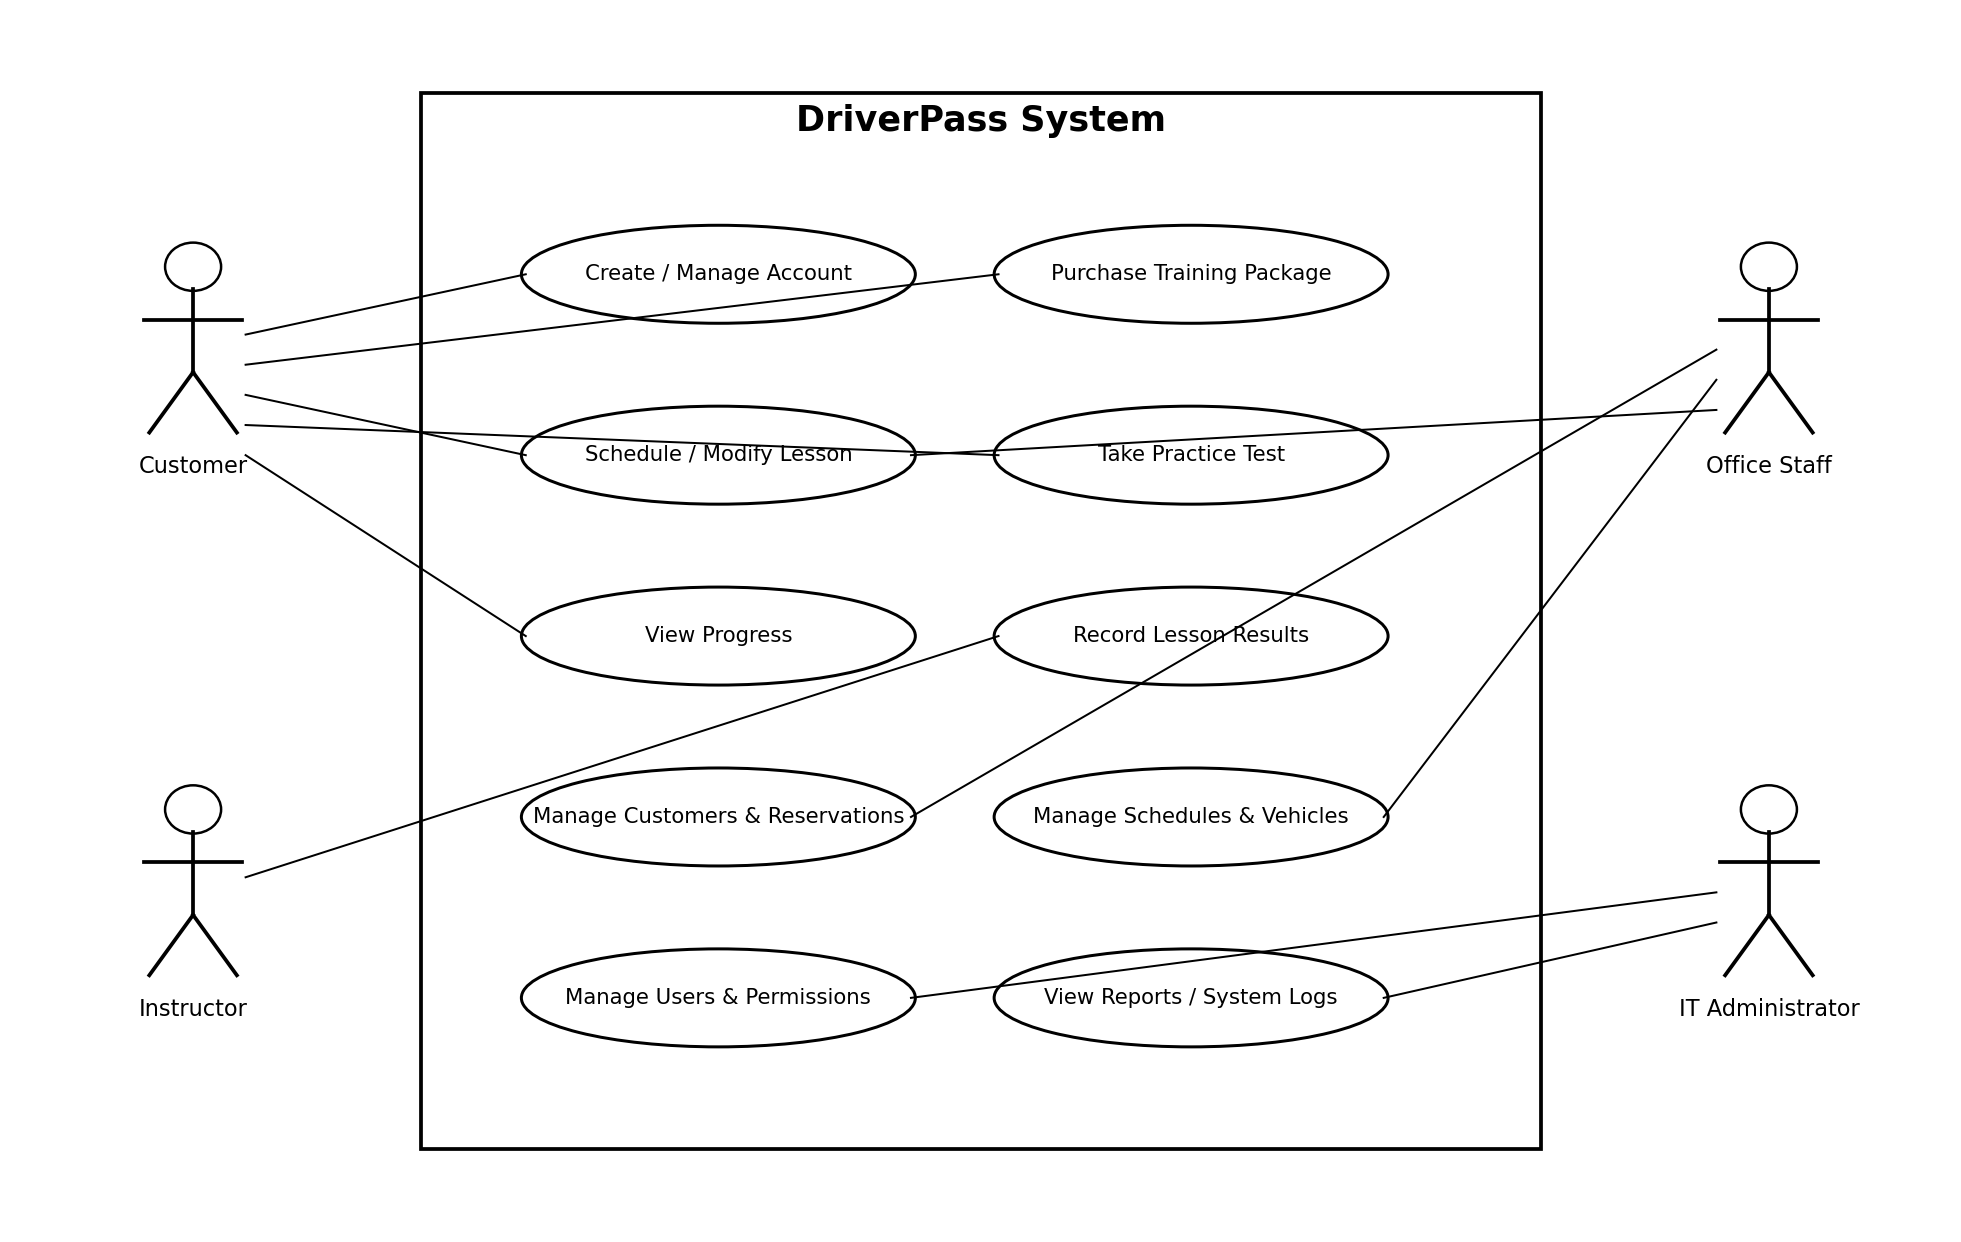 DriverPass System
Create / Manage Account
Purchase Training Package
Customer
Schedule / Modify Lesson
Take Practice Test
Office Staff
View Progress
Record Lesson Results
Manage Customers & Reservations
Manage Schedules & Vehicles
Instructor
Manage Users & Permissions
View Reports / System Logs
IT Administrator